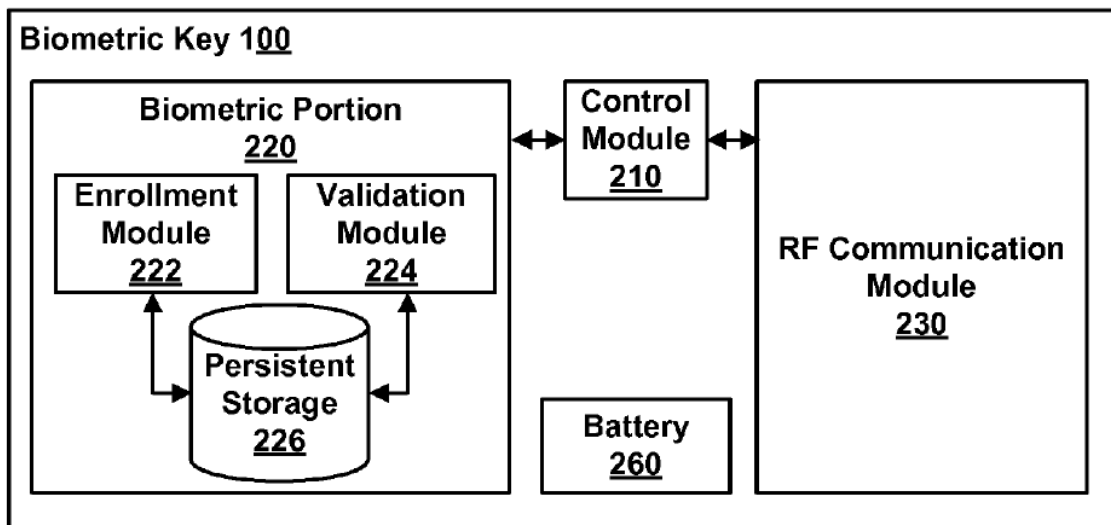 Biometric Key 100
Biometric Portion
220
Enrollment
Module
222
Validation
Module
224
Persistent
Storage
226
Control
Module
210
Battery
260
RF Communication
Module
230